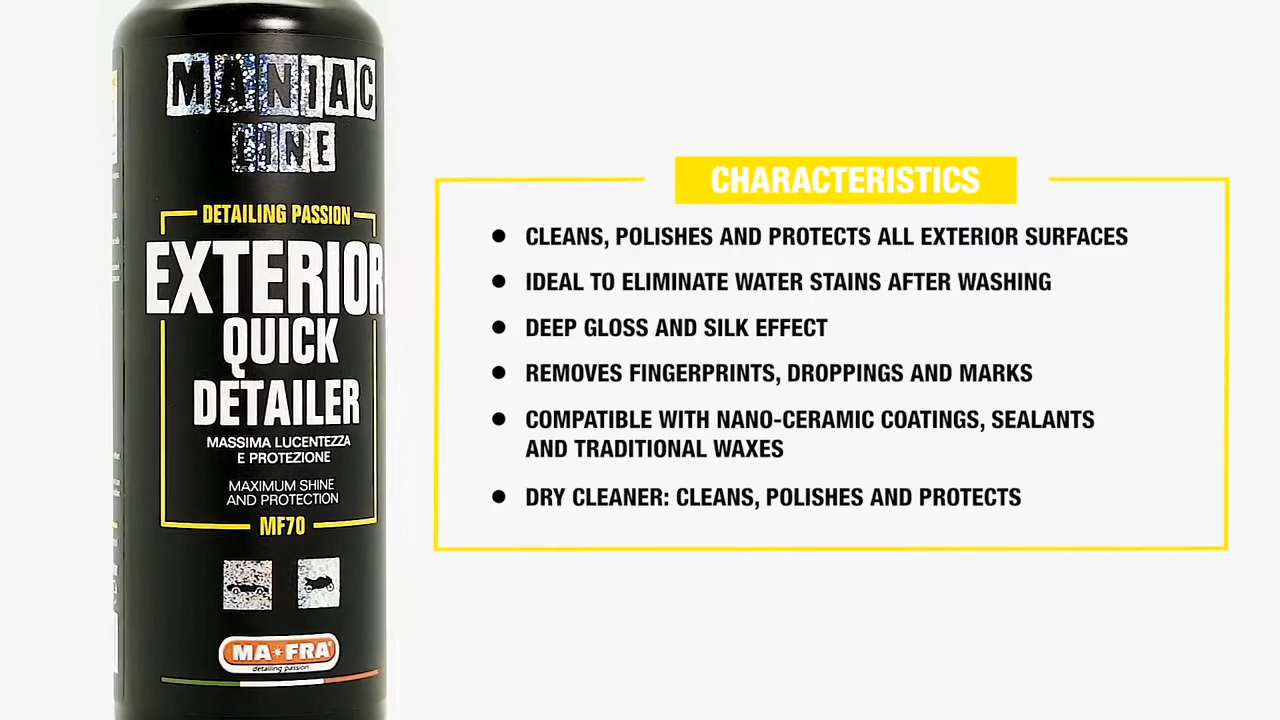 MANIAC
LINE
DETAILING PASSION
EXTERIOR
QUICK
DETAILER
MASSIMA LUCENTEZZA
E PROTEZIONE
MAXIMUM SHINE
AND PROTECTION
MF70
MA*FRA
detailing passion
CHARACTERISTICS
● CLEANS, POLISHES AND PROTECTS ALL EXTERIOR SURFACES
● IDEAL TO ELIMINATE WATER STAINS AFTER WASHING
● DEEP GLOSS AND SILK EFFECT
● REMOVES FINGERPRINTS, DROPPINGS AND MARKS
● COMPATIBLE WITH NANO-CERAMIC COATINGS, SEALANTS
AND TRADITIONAL WAXES
● DRY CLEANER: CLEANS, POLISHES AND PROTECTS